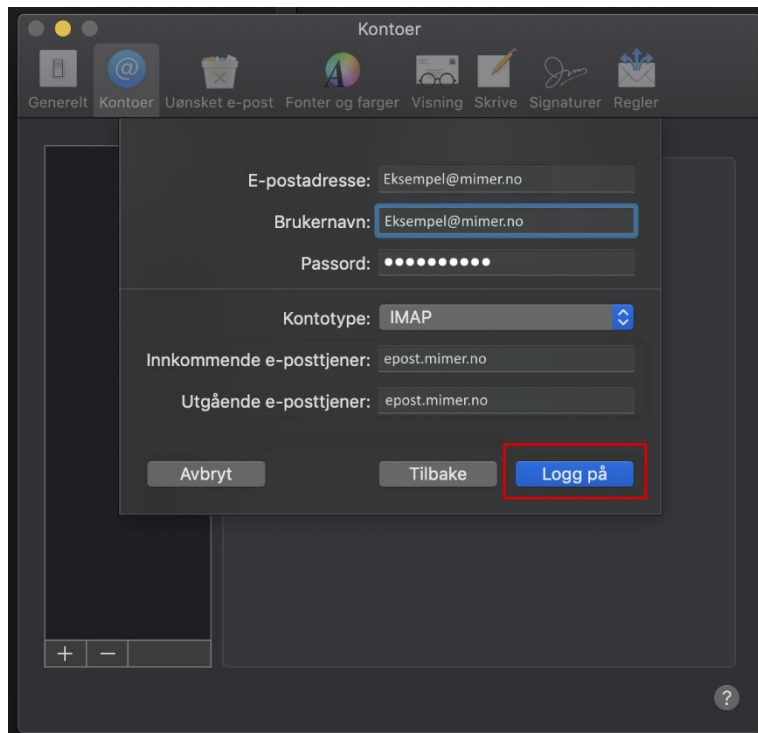 Kontoer
Generelt Kontoer Uønsket e-post Fonter og farger Visning Skrive Signaturer Regler
E-postadresse: Eksempel@mimer.no
Brukernavn: Eksempel@mimer.no
Passord: ●●●●●●●●●●
Kontotype: IMAP
Innkommende e-posttjener: epost.mimer.no
Utgående e-posttjener: epost.mimer.no
Avbryt Tilbake Logg på
+ −
?